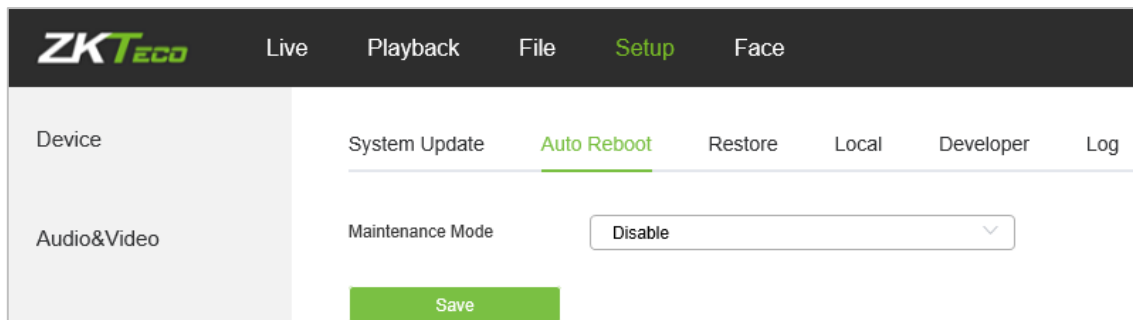 ZKTECO Live Playback File Setup Face
Device
System Update Auto Reboot Restore Local Developer Log
Audio&Video
Maintenance Mode Disable
Save